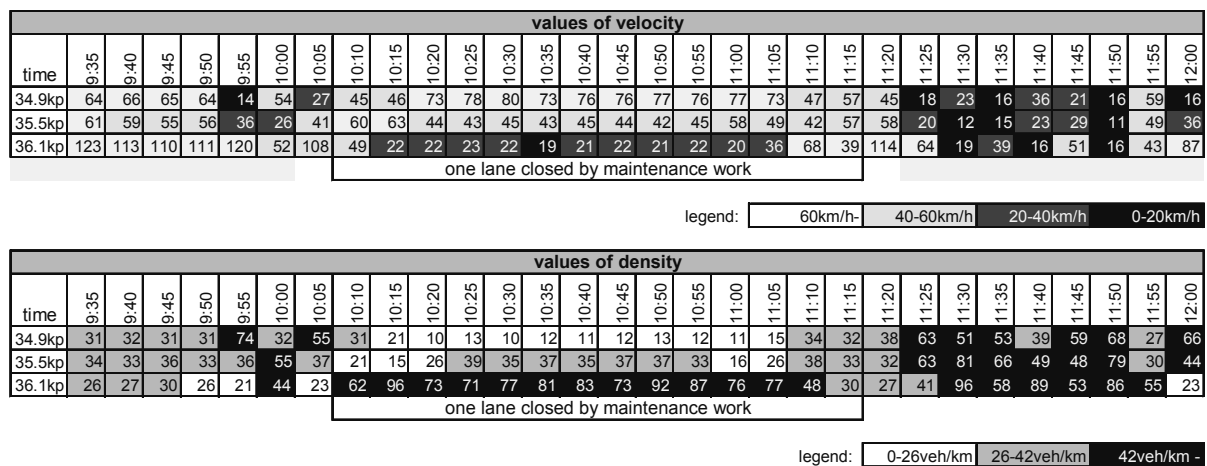 values of velocity
time 9:35 9:40 9:45 9:50 9:55 10:00 10:05 10:10 10:15 10:20 10:25 10:30 10:35 10:40 10:45 10:50 10:55 11:00 11:05 11:10 11:15 11:20 11:25 11:30 11:35 11:40 11:45 11:50 11:55 12:00
34.9kp 64 66 65 64 14 54 27 45 46 73 78 80 73 76 76 77 76 77 73 47 57 45 18 23 16 36 21 16 59 16
35.5kp 61 59 55 56 36 26 41 60 63 44 43 45 43 45 44 42 45 58 49 42 57 58 20 12 15 23 29 11 49 36
36.1kp 123 113 110 111 120 52 108 49 22 22 23 22 19 21 22 21 22 20 36 68 39 114 64 19 39 16 51 16 43 87
one lane closed by maintenance work
legend: 60km/h- 40-60km/h 20-40km/h 0-20km/h
values of density
time 9:35 9:40 9:45 9:50 9:55 10:00 10:05 10:10 10:15 10:20 10:25 10:30 10:35 10:40 10:45 10:50 10:55 11:00 11:05 11:10 11:15 11:20 11:25 11:30 11:35 11:40 11:45 11:50 11:55 12:00
34.9kp 31 32 31 31 74 32 55 31 21 10 13 10 12 11 12 13 12 11 15 34 32 38 63 51 53 39 59 68 27 66
35.5kp 34 33 36 33 36 55 37 21 15 26 39 35 37 35 37 37 33 16 26 38 33 32 63 81 66 49 48 79 30 44
36.1kp 26 27 30 26 21 44 23 62 96 73 71 77 81 83 73 92 87 76 77 48 30 27 41 96 58 89 53 86 55 23
one lane closed by maintenance work
legend: 0-26veh/km 26-42veh/km 42veh/km -